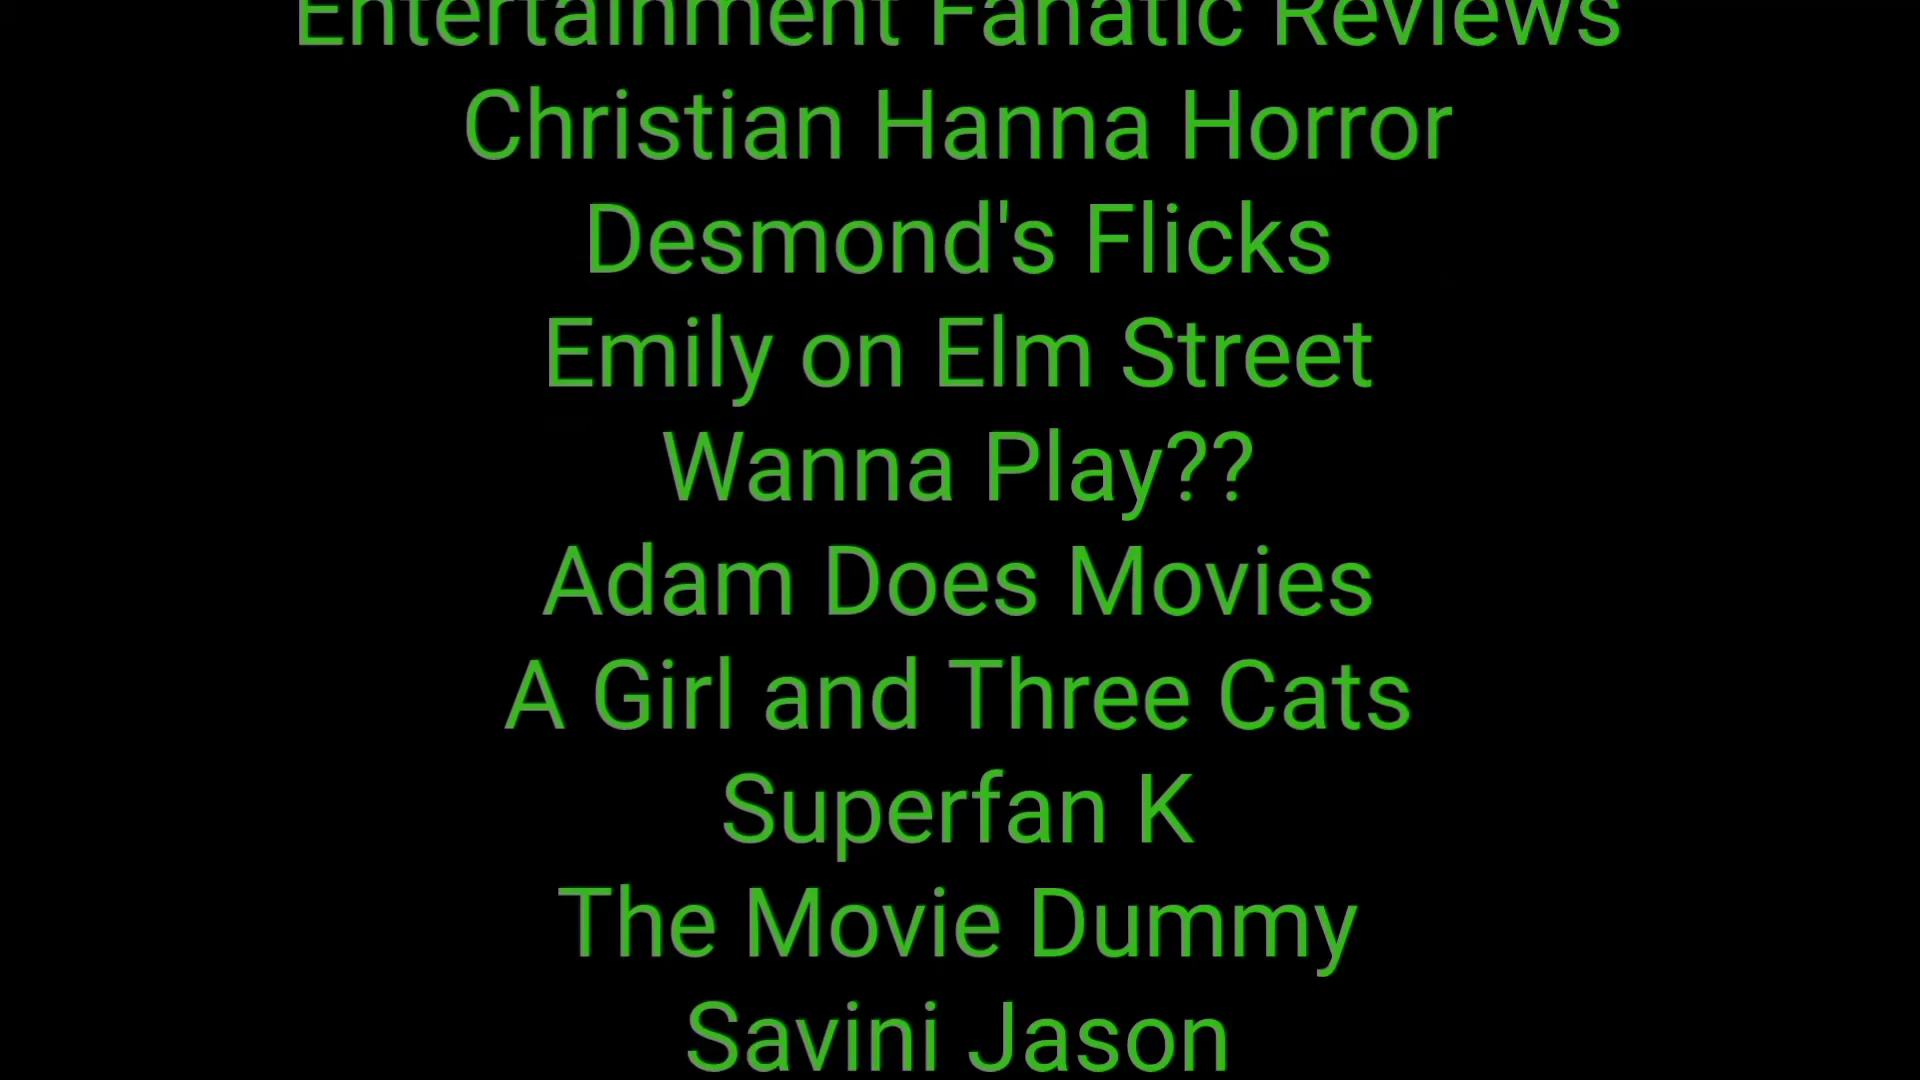 Entertainment Fanatic Reviews
Christian Hanna Horror
Desmond's Flicks
Emily on Elm Street
Wanna Play??
Adam Does Movies
A Girl and Three Cats
Superfan K
The Movie Dummy
Savini Jason